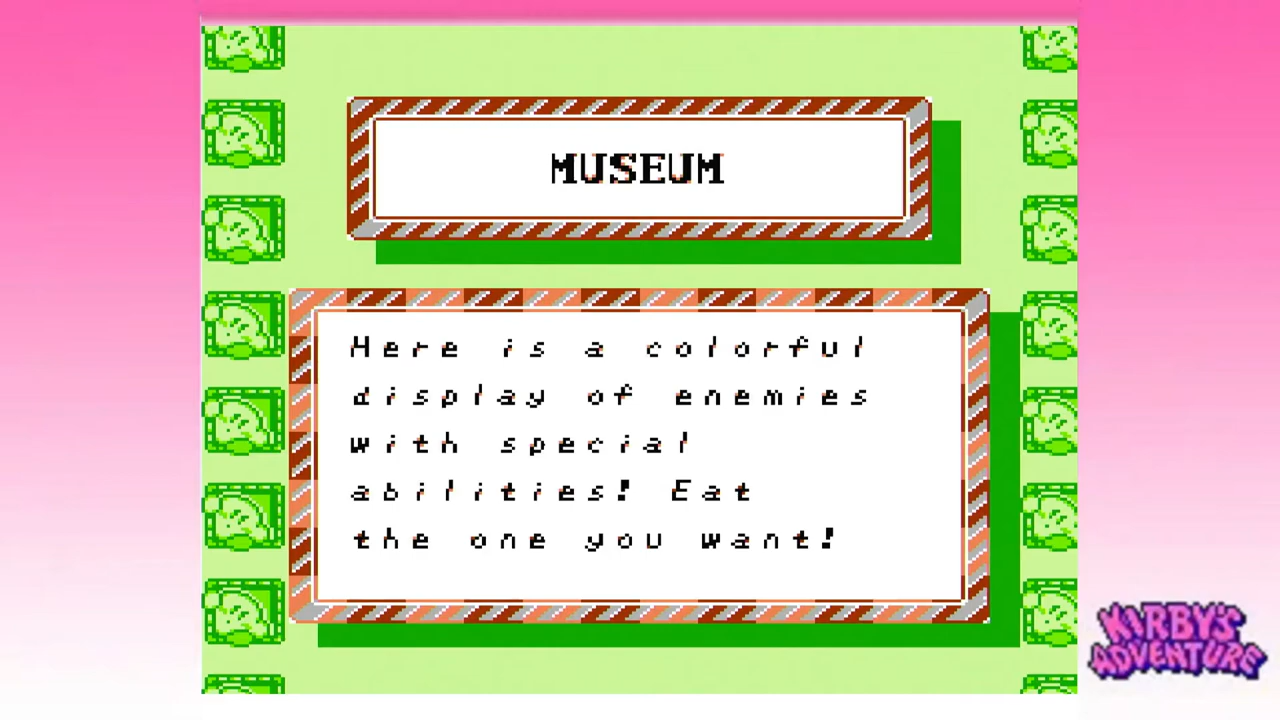 MUSEUM
Here is a colorful
display of enemies
with special
abilities! Eat
the one you want!
KIRBY'S
ADVENTURE